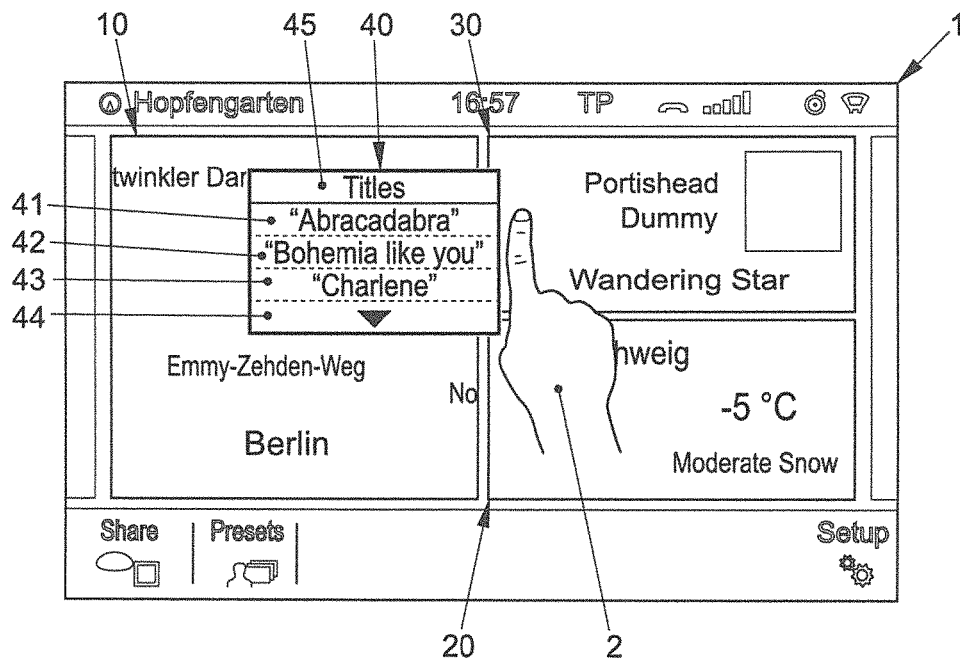 10 45 40 30 1
Hopfengarten 16:57 TP
twinkler Dar
Titles
41 "Abracadabra"
42 "Bohemia like you"
43 "Charlene"
44
Emmy-Zehden-Weg
No
Berlin
Portishead
Dummy
Wandering Star
hweig
-5 °C
Moderate Snow
Share Presets Setup
20 2